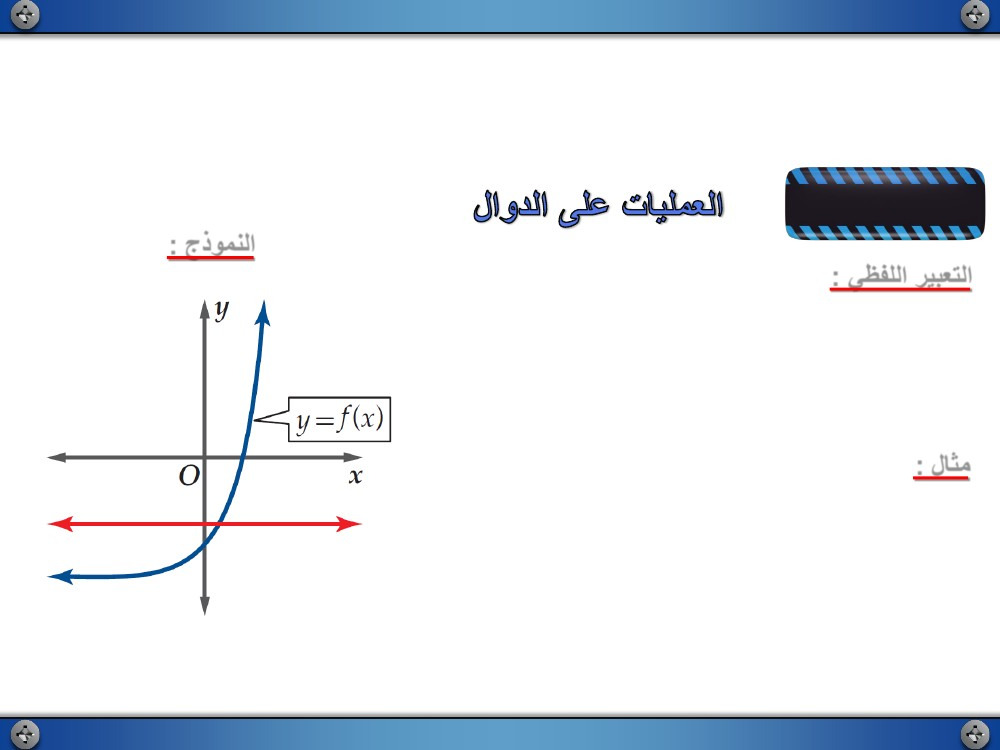 العمليات على الدوال
النموذج :
التعبير اللفظي :
y
y = f(x)
مثال :
O
x